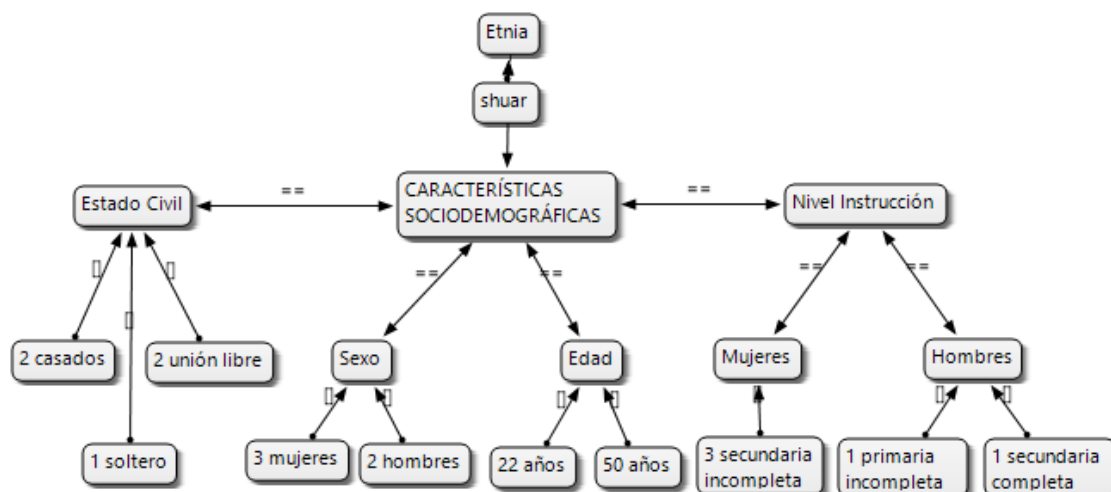 Etnia
shuar
CARACTERÍSTICAS
SOCIODEMOGRÁFICAS
==
==
Estado Civil
Nivel Instrucción
==
==
==
==
2 casados
2 unión libre
1 soltero
Sexo
Edad
Mujeres
Hombres
3 mujeres
2 hombres
22 años
50 años
3 secundaria
incompleta
1 primaria
incompleta
1 secundaria
completa